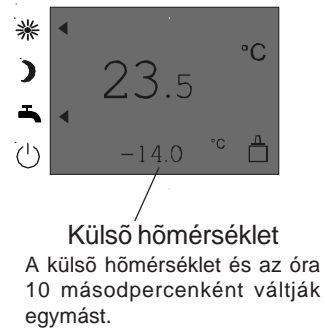 °C
23.5
-14.0 °C
Külsõ hõmérséklet
A külsõ hõmérséklet és az óra
10 másodpercenként váltják
egymást.